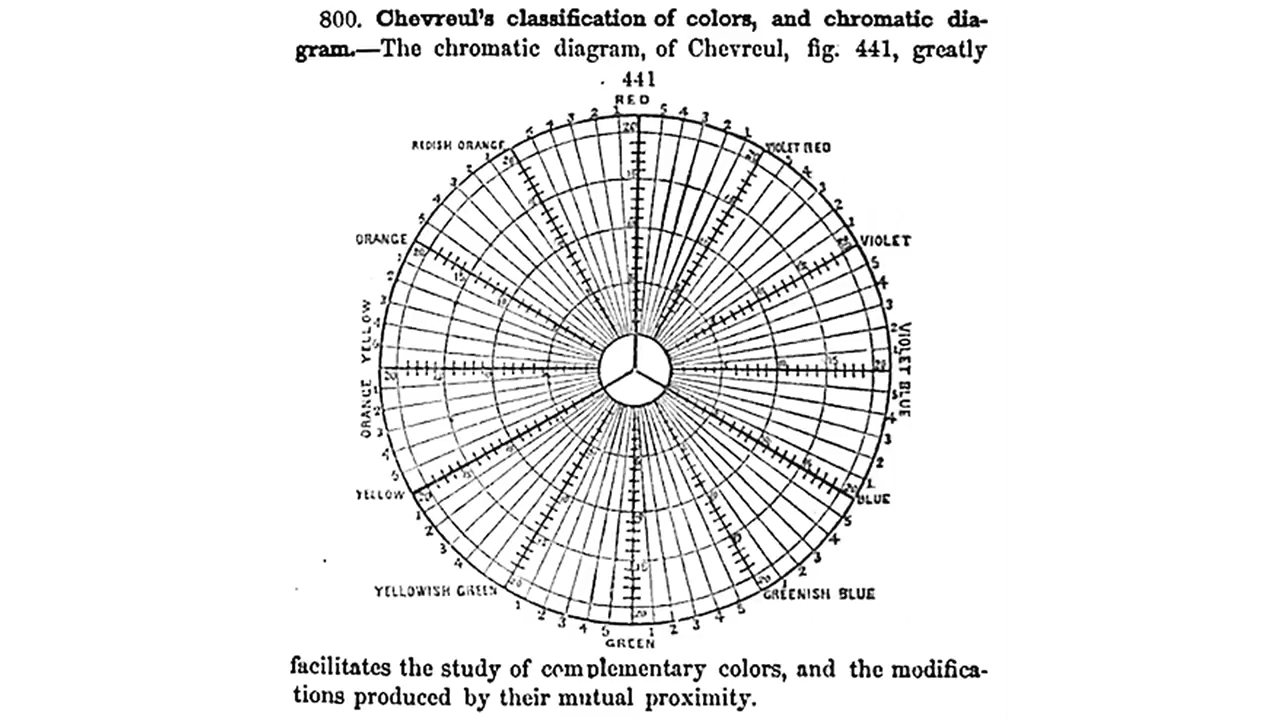 800. Chevreul's classification of colors, and chromatic dia-
gram.—The chromatic diagram, of Chevreul, fig. 441, greatly
441
RED
REDISH ORANGE
VIOLET RED
ORANGE
VIOLET
ORANGE YELLOW
VIOLET BLUE
YELLOW
BLUE
YELLOWISH GREEN
GREENISH BLUE
GREEN
facilitates the study of complementary colors, and the modifica-
tions produced by their mutual proximity.